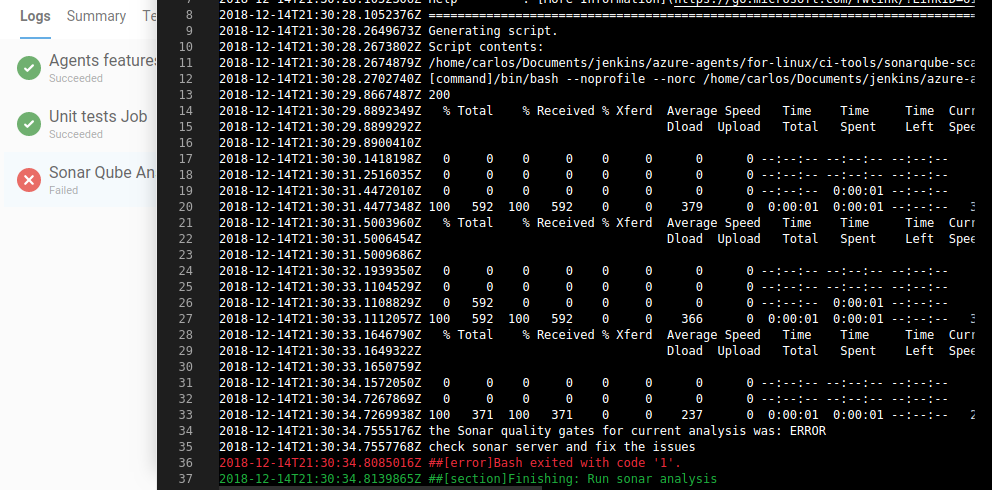 Logs Summary Te
Agents features
Succeeded
Unit tests Job
Succeeded
Sonar Qube An
Failed
8 2018-12-14T21:30:28.1052376Z ==============================================================================
9 2018-12-14T21:30:28.2649673Z Generating script.
10 2018-12-14T21:30:28.2673802Z Script contents:
11 2018-12-14T21:30:28.2674879Z /home/carlos/Documents/jenkins/azure-agents/for-linux/ci-tools/sonarqube-sca
12 2018-12-14T21:30:28.2702740Z [command]/bin/bash --noprofile --norc /home/carlos/Documents/jenkins/azure-a
13 2018-12-14T21:30:29.8667487Z 200
14 2018-12-14T21:30:29.8892349Z % Total % Received % Xferd Average Speed Time Time Time Curr
15 2018-12-14T21:30:29.8899292Z Dload Upload Total Spent Left Spee
16 2018-12-14T21:30:29.8900410Z
17 2018-12-14T21:30:30.1418198Z 0 0 0 0 0 0 0 0 --:--:-- --:--:-- --:--:--
18 2018-12-14T21:30:31.2516035Z 0 0 0 0 0 0 0 0 --:--:-- --:--:-- --:--:--
19 2018-12-14T21:30:31.4472010Z 0 0 0 0 0 0 0 0 --:--:-- 0:00:01 --:--:--
20 2018-12-14T21:30:31.4477348Z 100 592 100 592 0 0 379 0 0:00:01 0:00:01 --:--:-- 3
21 2018-12-14T21:30:31.5003960Z % Total % Received % Xferd Average Speed Time Time Time Curr
22 2018-12-14T21:30:31.5006454Z Dload Upload Total Spent Left Spee
23 2018-12-14T21:30:31.5009686Z
24 2018-12-14T21:30:32.1939350Z 0 0 0 0 0 0 0 0 --:--:-- --:--:-- --:--:--
25 2018-12-14T21:30:33.1104529Z 0 0 0 0 0 0 0 0 --:--:-- --:--:-- --:--:--
26 2018-12-14T21:30:33.1108829Z 0 592 0 0 0 0 0 0 --:--:-- 0:00:01 --:--:--
27 2018-12-14T21:30:33.1112057Z 100 592 100 592 0 0 366 0 0:00:01 0:00:01 --:--:-- 3
28 2018-12-14T21:30:33.1646790Z % Total % Received % Xferd Average Speed Time Time Time Curr
29 2018-12-14T21:30:33.1649322Z Dload Upload Total Spent Left Spee
30 2018-12-14T21:30:33.1650759Z
31 2018-12-14T21:30:34.1572050Z 0 0 0 0 0 0 0 0 --:--:-- --:--:-- --:--:--
32 2018-12-14T21:30:34.7267869Z 0 0 0 0 0 0 0 0 --:--:-- --:--:-- --:--:--
33 2018-12-14T21:30:34.7269938Z 100 371 100 371 0 0 237 0 0:00:01 0:00:01 --:--:-- 2
34 2018-12-14T21:30:34.7555176Z the Sonar quality gates for current analysis was: ERROR
35 2018-12-14T21:30:34.7557768Z check sonar server and fix the issues
36 2018-12-14T21:30:34.8085016Z ##[error]Bash exited with code '1'.
37 2018-12-14T21:30:34.8139865Z ##[section]Finishing: Run sonar analysis